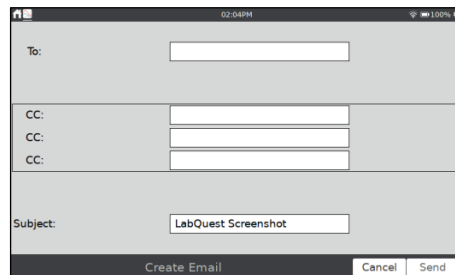 02:04PM 100%
To:
CC:
CC:
CC:
Subject: LabQuest Screenshot
Create Email Cancel Send